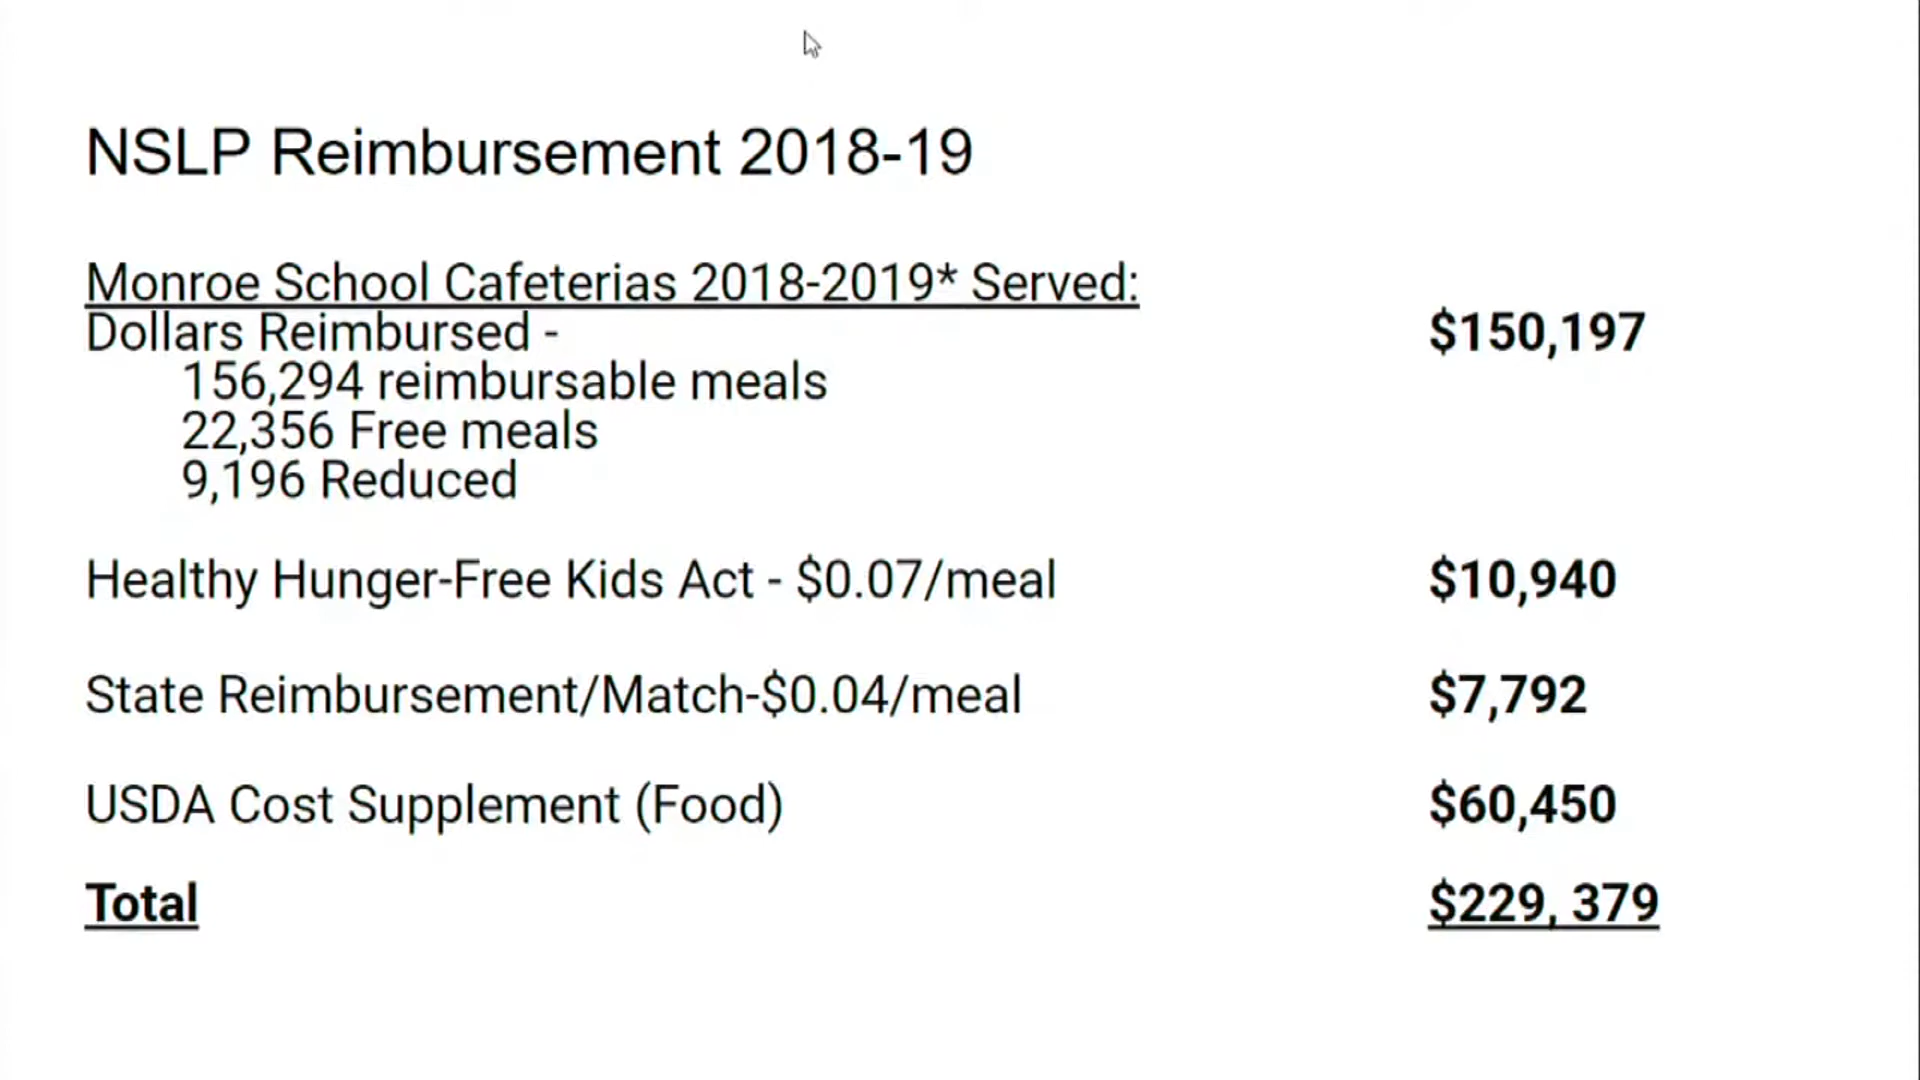 NSLP Reimbursement 2018-19
Monroe School Cafeterias 2018-2019* Served:
Dollars Reimbursed - $150,197
156,294 reimbursable meals
22,356 Free meals
9,196 Reduced
Healthy Hunger-Free Kids Act - $0.07/meal $10,940
State Reimbursement/Match-$0.04/meal $7,792
USDA Cost Supplement (Food) $60,450
Total $229, 379